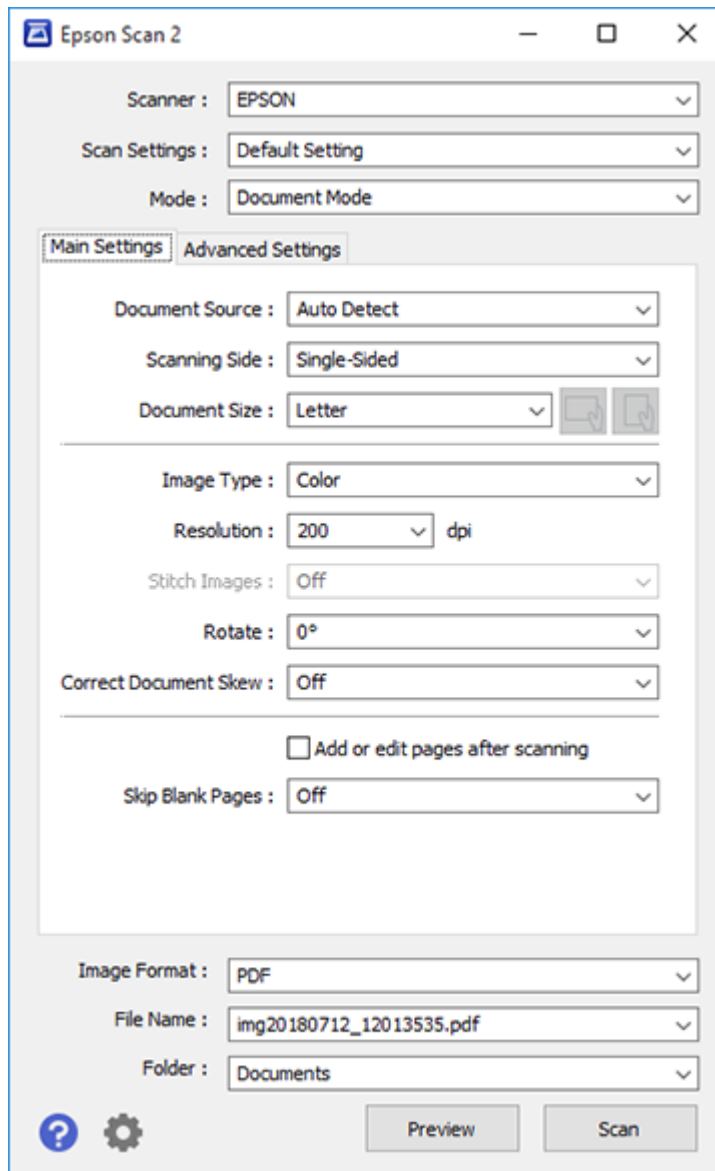 Epson Scan 2
Scanner : EPSON
Scan Settings : Default Setting
Mode : Document Mode
Main Settings Advanced Settings
Document Source : Auto Detect
Scanning Side : Single-Sided
Document Size : Letter
Image Type : Color
Resolution : 200 dpi
Stitch Images : Off
Rotate : 0°
Correct Document Skew : Off
Add or edit pages after scanning
Skip Blank Pages : Off
Image Format : PDF
File Name : img20180712_12013535.pdf
Folder : Documents
? Preview Scan